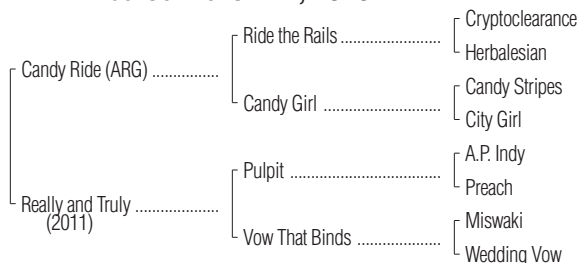 Cryptoclearance
Ride the Rails
Herbalesian
Candy Ride (ARG)
Candy Stripes
Candy Girl
City Girl
A.P. Indy
Pulpit
Preach
Really and Truly
(2011)
Miswaki
Vow That Binds
Wedding Vow